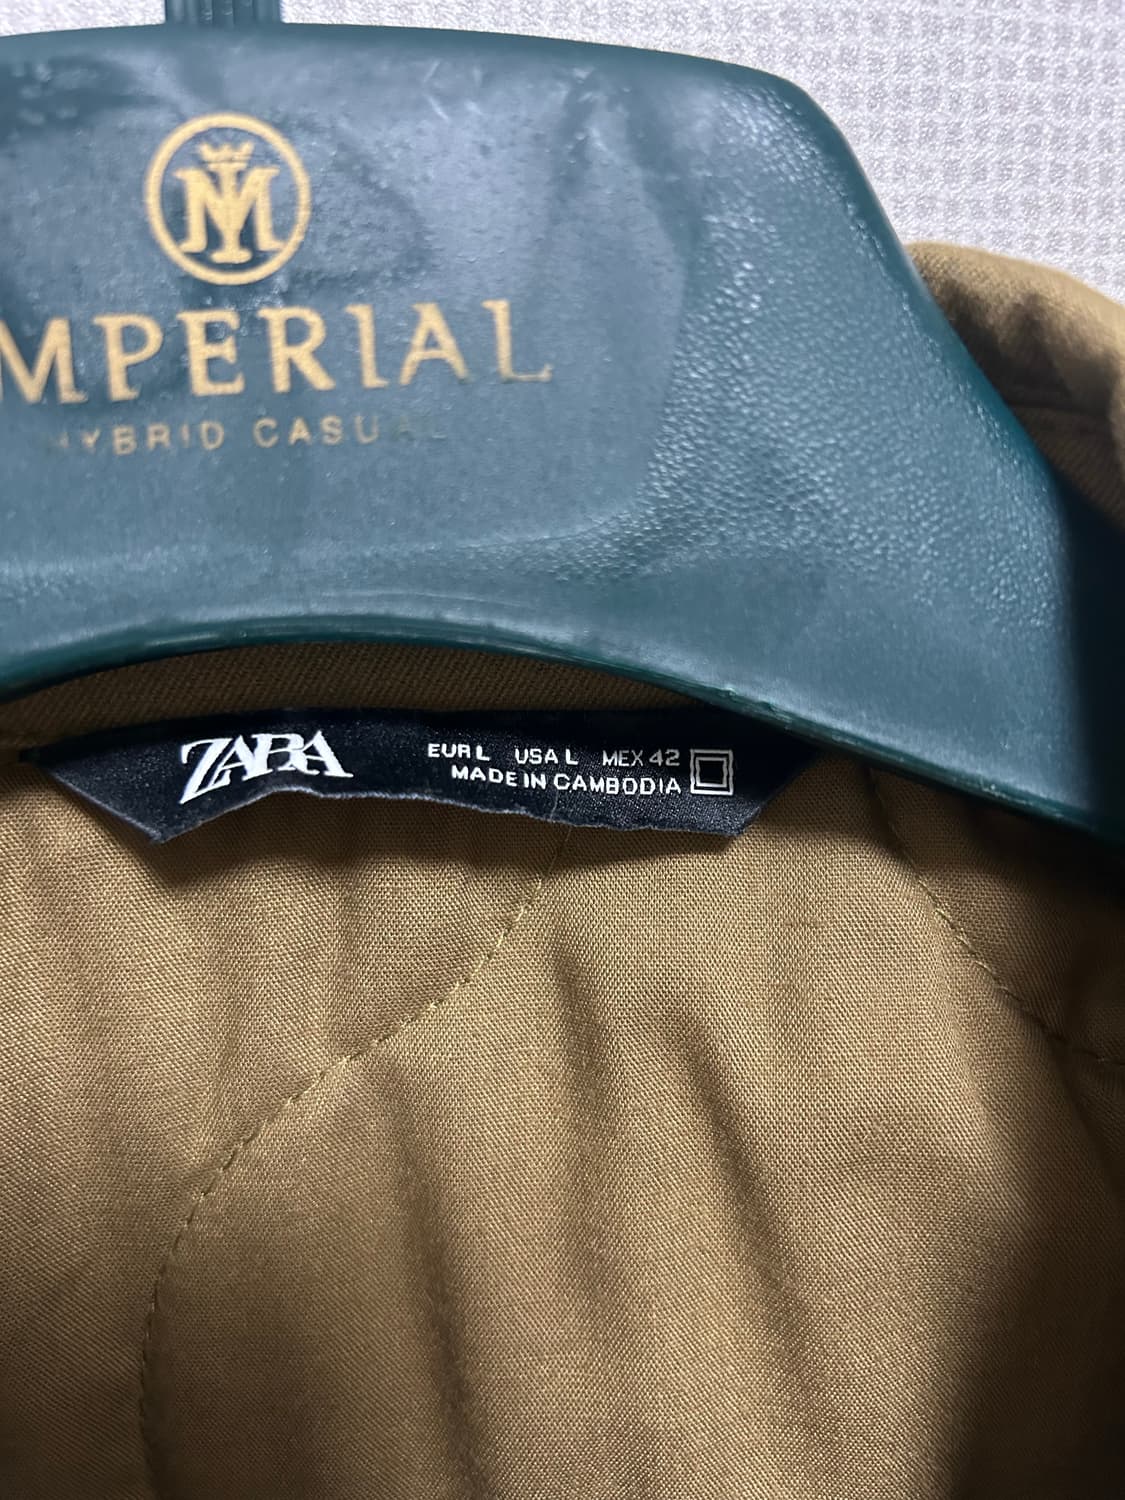 MPERIAL
HYBRID CASUAL
ZARA
EUR L USA L MEX 42
MADE IN CAMBODIA